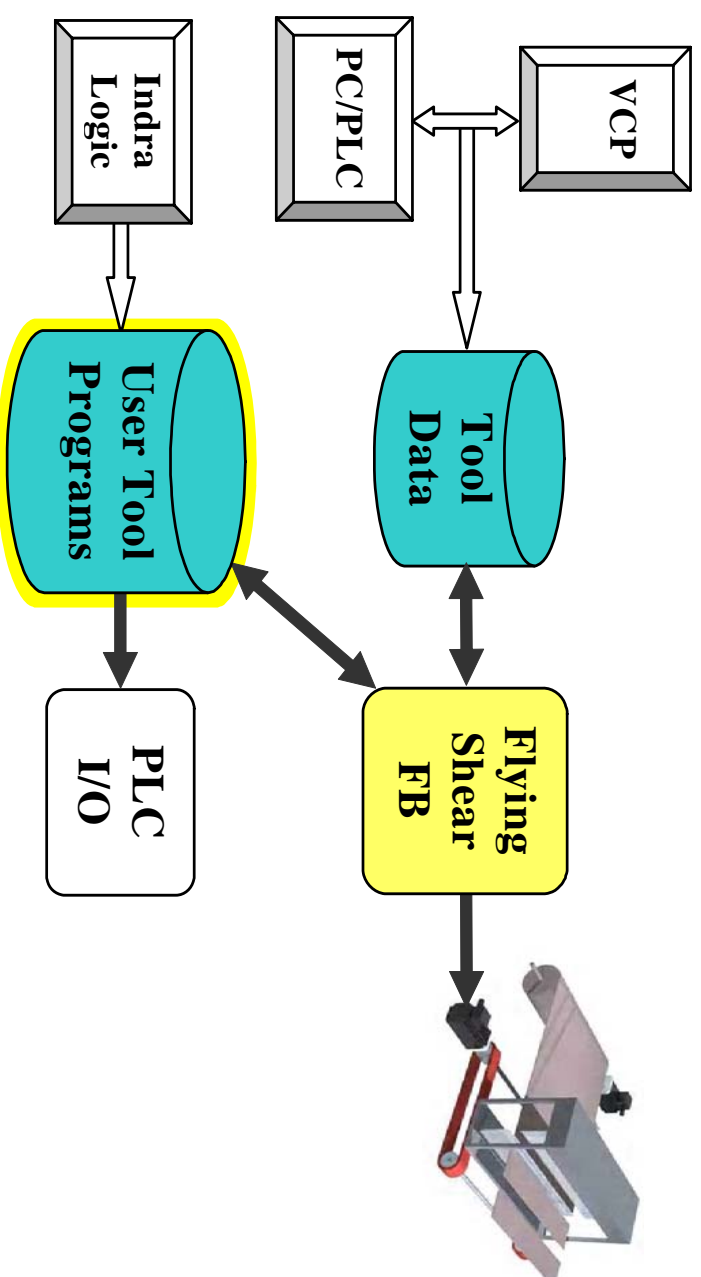 VCP
PC/PLC
Tool
Data
Flying
Shear
FB
Indra
Logic
User Tool
Programs
PLC
I/O